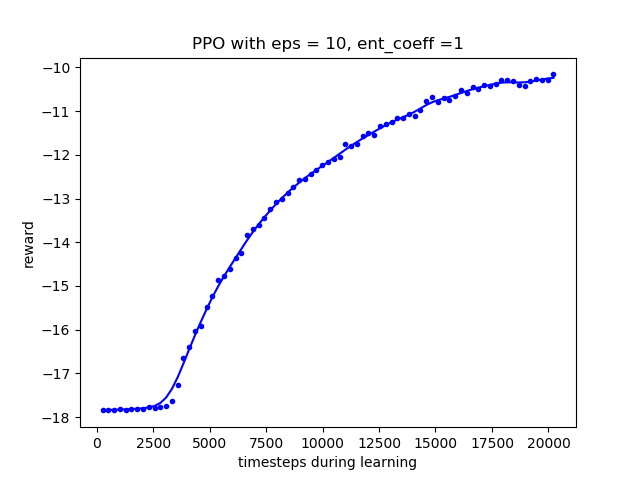 PPO with eps = 10, ent_coeff =1
−10
−11
−12
−13
−14
−15
−16
−17
−18
reward
0 2500 5000 7500 10000 12500 15000 17500 20000
timesteps during learning